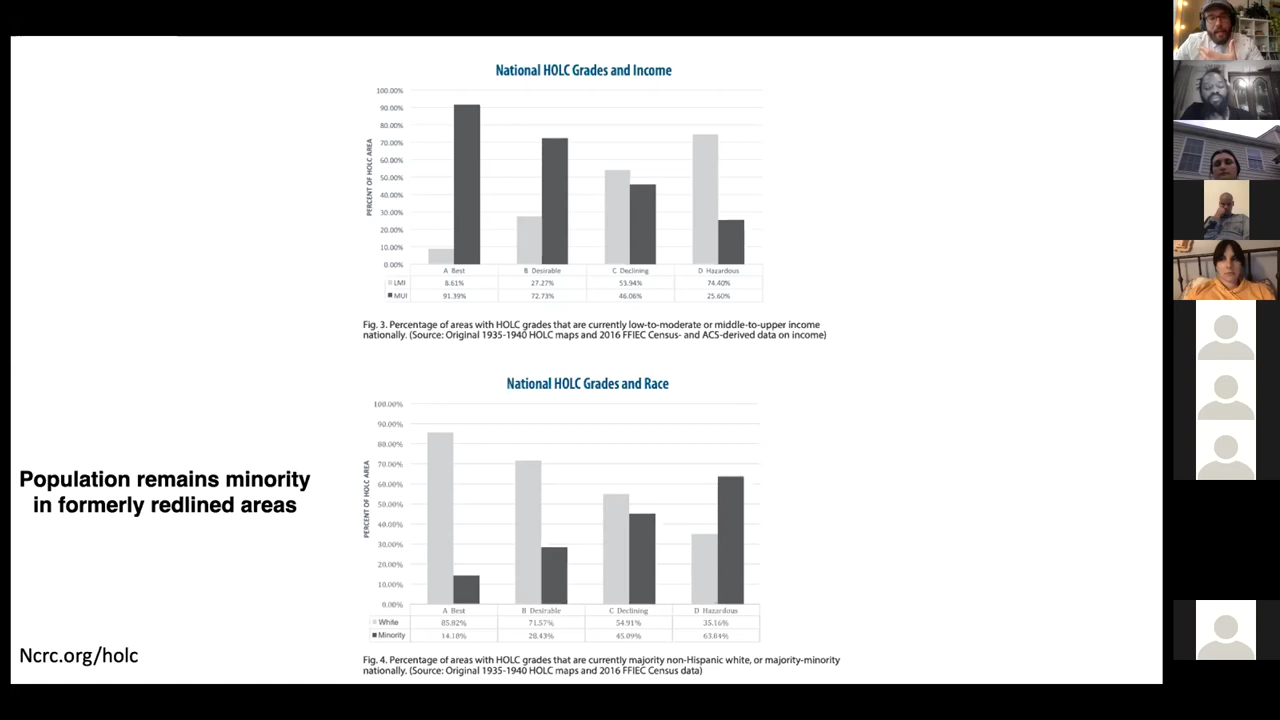 National HOLC Grades and Income
100.00%
90.00%
80.00%
70.00%
60.00%
50.00%
40.00%
30.00%
20.00%
10.00%
0.00%
PERCENT OF HOLC AREA
A Best B Desirable C Declining D Hazardous
LMI 8.61% 27.27% 53.94% 74.40%
MUI 91.39% 72.73% 46.06% 25.60%
Fig. 3. Percentage of areas with HOLC grades that are currently low-to-moderate or middle-to-upper income
nationally. (Source: Original 1935-1940 HOLC maps and 2016 FFIEC Census- and ACS-derived data on income)
National HOLC Grades and Race
100.00%
90.00%
80.00%
70.00%
60.00%
50.00%
40.00%
30.00%
20.00%
10.00%
0.00%
PERCENT OF HOLC AREA
A Best B Desirable C Declining D Hazardous
White 85.82% 71.57% 54.91% 35.16%
Minority 14.18% 28.43% 45.09% 63.84%
Fig. 4. Percentage of areas with HOLC grades that are currently majority non-Hispanic white, or majority-minority
nationally. (Source: Original 1935-1940 HOLC maps and 2016 FFIEC Census data)
Population remains minority
in formerly redlined areas
Ncrc.org/holc